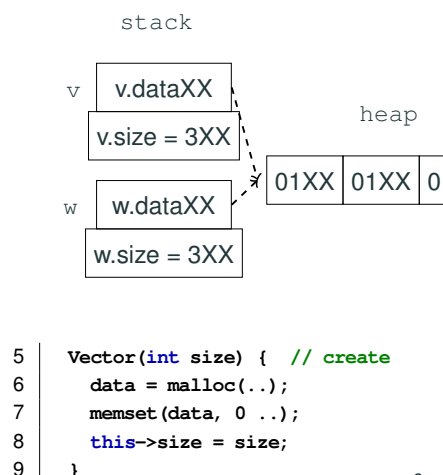 stack
v
v.dataXX
v.size = 3XX
heap
01XX 01XX 0
w
w.dataXX
w.size = 3XX
5 Vector(int size) { // create
6 data = malloc(..);
7 memset(data, 0 ..);
8 this->size = size;
9 }